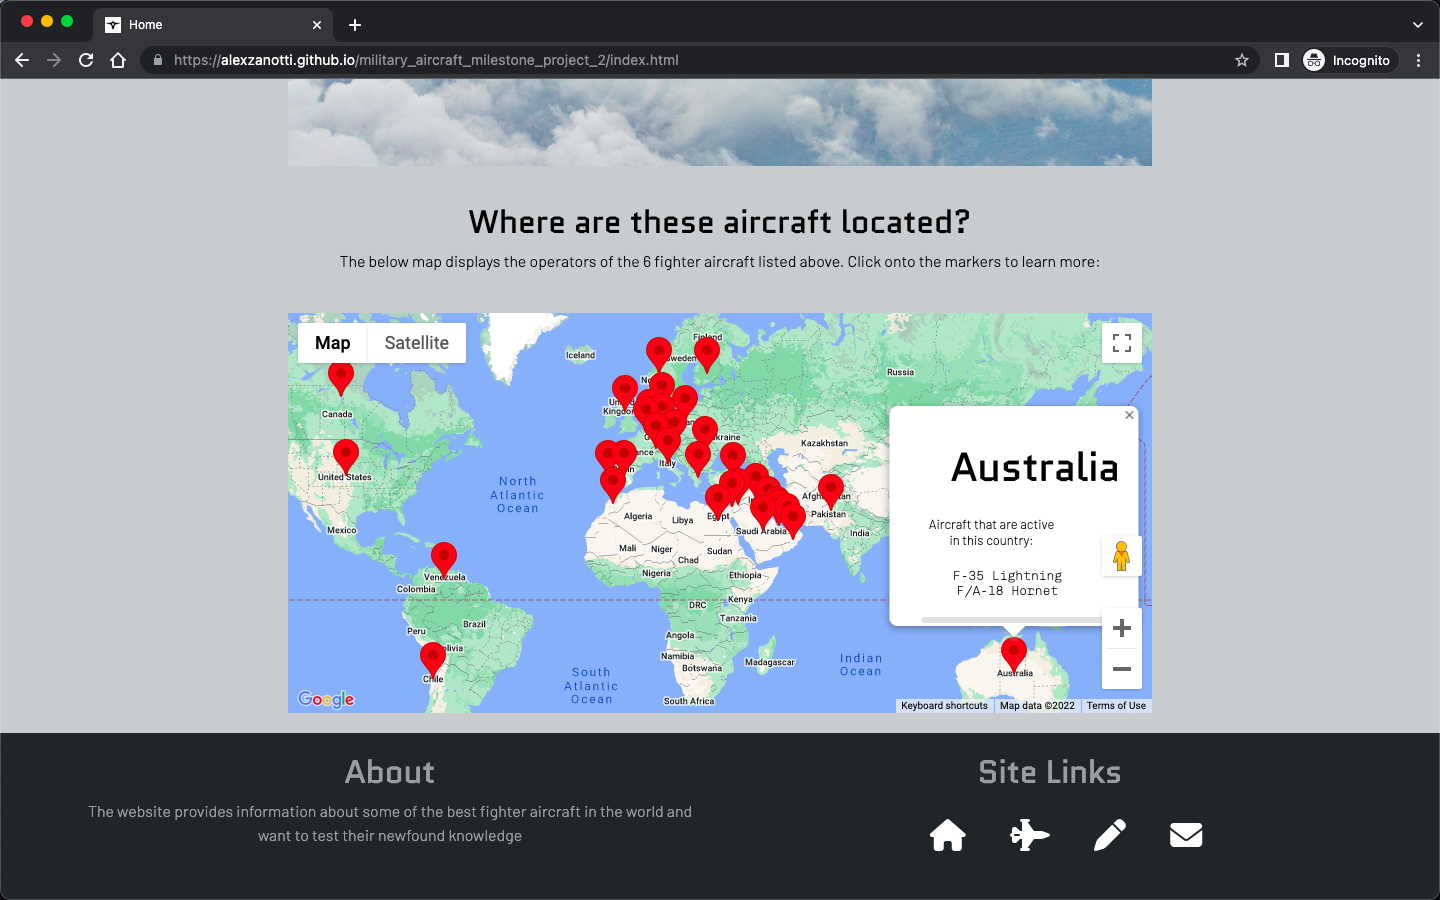 Home
https://alexzanotti.github.io/military_aircraft_milestone_project_2/index.html
Incognito
Where are these aircraft located?
The below map displays the operators of the 6 fighter aircraft listed above. Click onto the markers to learn more:
Map
Satellite
Iceland
Finland
Sweden
Russia
Canada
Kingdom
Ukraine
Kazakhstan
United States
Italy
North
Atlantic
Ocean
Algeria
Libya
Egypt
Saudi Arabia
Pakistan
India
Mexico
Mali
Niger
Chad
Sudan
Nigeria
Ethiopia
Venezuela
Colombia
DRC
Kenya
Tanzania
Peru
Brazil
Bolivia
Angola
Namibia
Botswana
Madagascar
Chile
South Africa
South
Atlantic
Ocean
Indian
Ocean
Australia
Aircraft that are active
in this country:
F-35 Lightning
F/A-18 Hornet
Australia
Google
Keyboard shortcuts
Map data ©2022
Terms of Use
About
The website provides information about some of the best fighter aircraft in the world and
want to test their newfound knowledge
Site Links